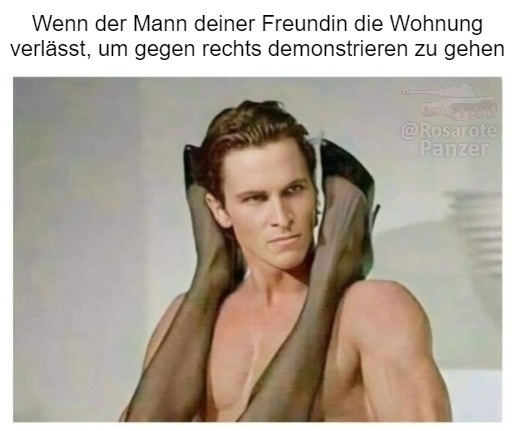 Wenn der Mann deiner Freundin die Wohnung
verlässt, um gegen rechts demonstrieren zu gehen
@Rosarote
Panzer